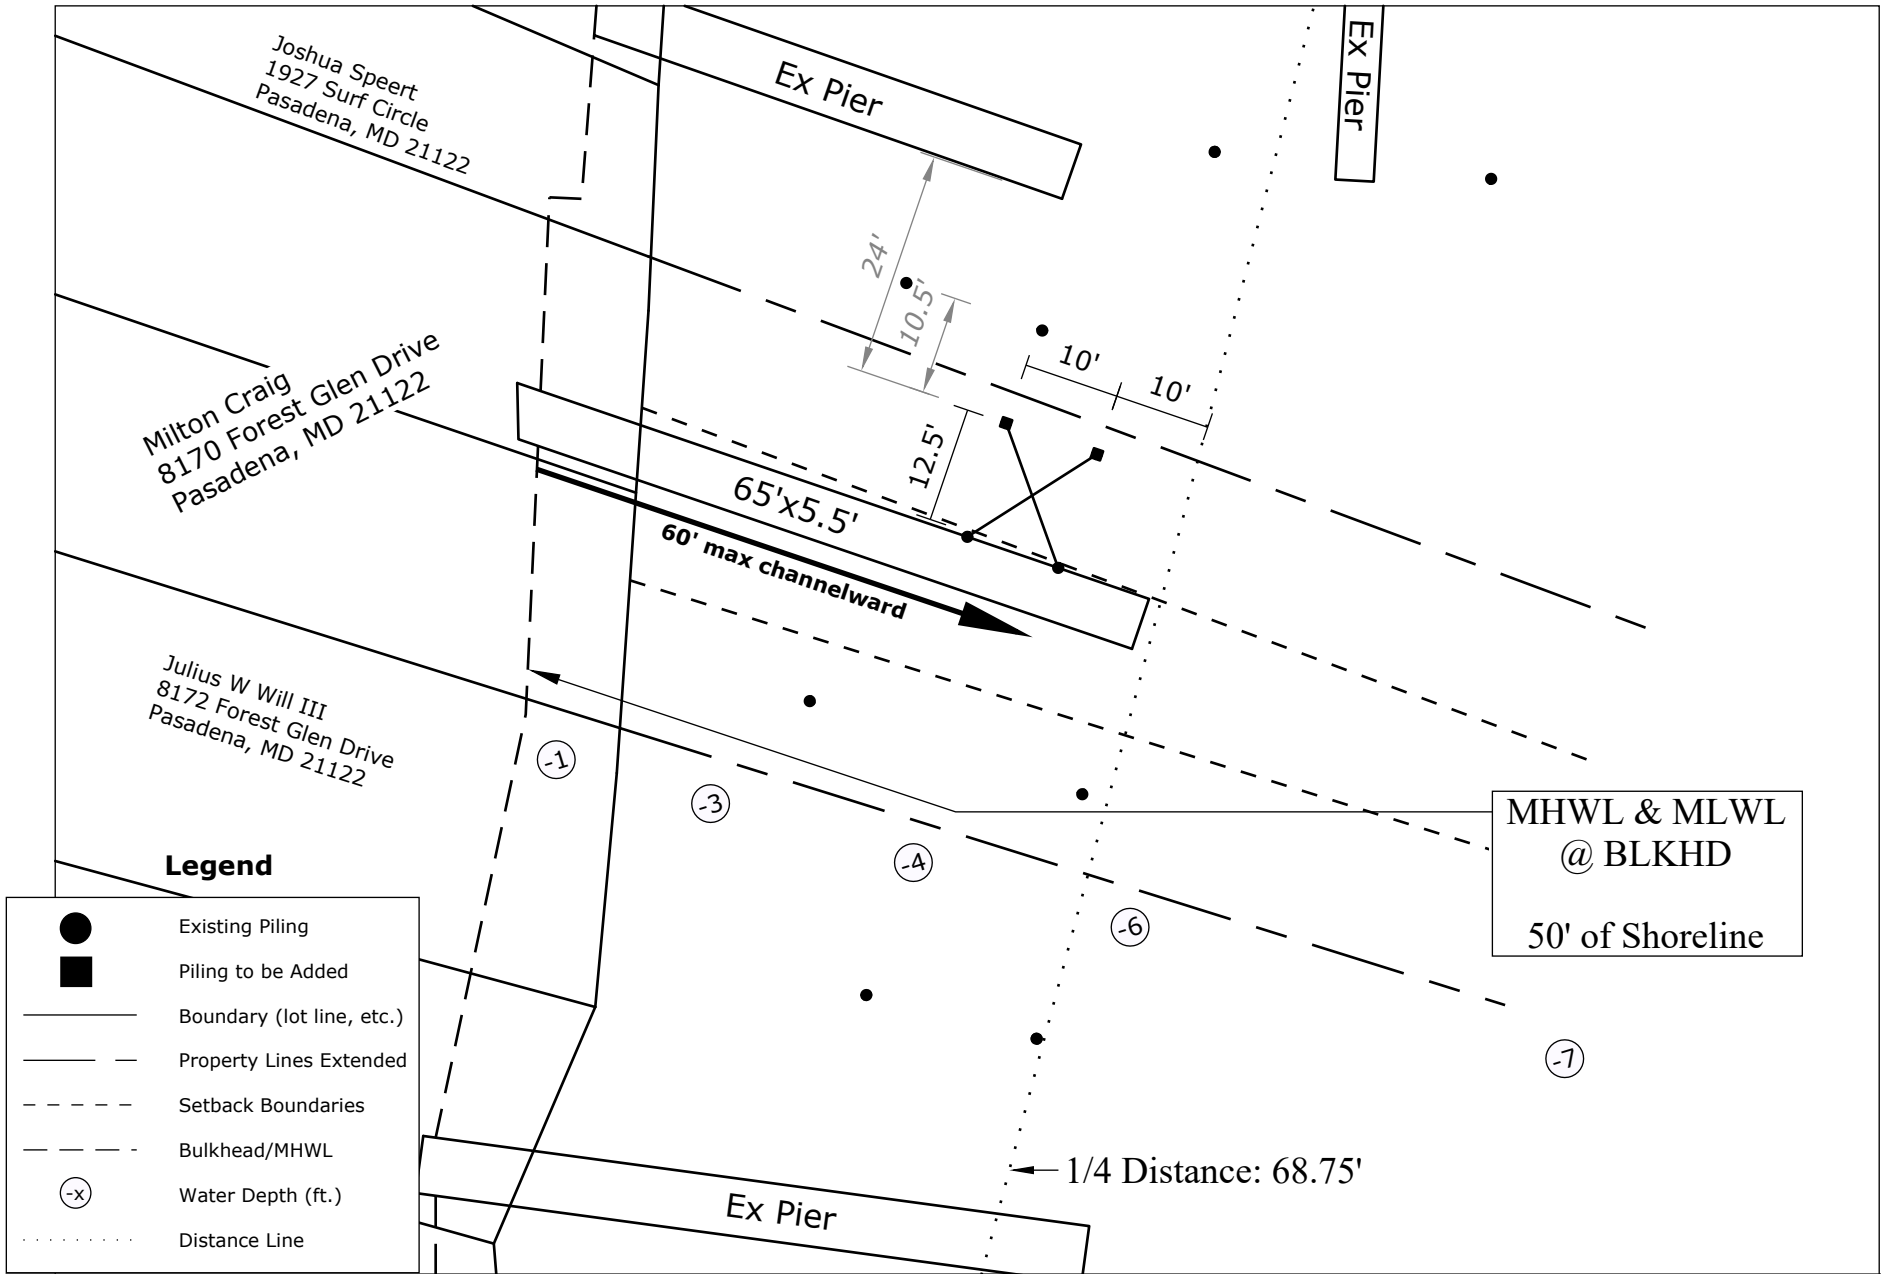 Ex Pier
Ex Pier
Joshua Speert
1927 Surf Circle
Pasadena, MD 21122
24'
10.5'
10'
10'
12.5'
Milton Craig
8170 Forest Glen Drive
Pasadena, MD 21122
65'x5.5'
60' max channelward
Julius W Will III
8172 Forest Glen Drive
Pasadena, MD 21122
-1
-3
-4
-6
-7
MHWL & MLWL
@ BLKHD
50' of Shoreline
Legend
Existing Piling
Piling to be Added
Boundary (lot line, etc.)
Property Lines Extended
Setback Boundaries
Bulkhead/MHWL
-x
Water Depth (ft.)
Distance Line
1/4 Distance: 68.75'
Ex Pier